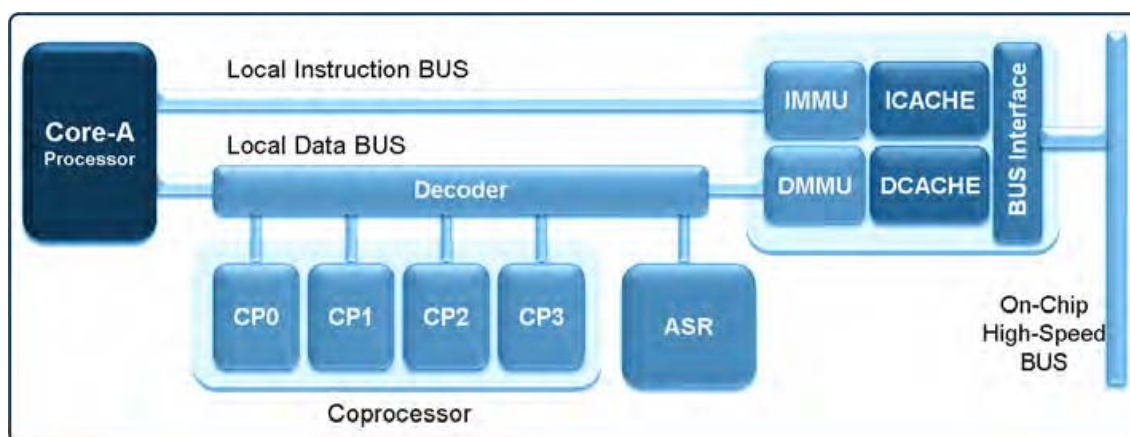 Core-A
Processor
Local Instruction BUS
Local Data BUS
Decoder
CP0
CP1
CP2
CP3
Coprocessor
ASR
IMMU
ICACHE
DMMU
DCACHE
BUS Interface
On-Chip
High-Speed
BUS